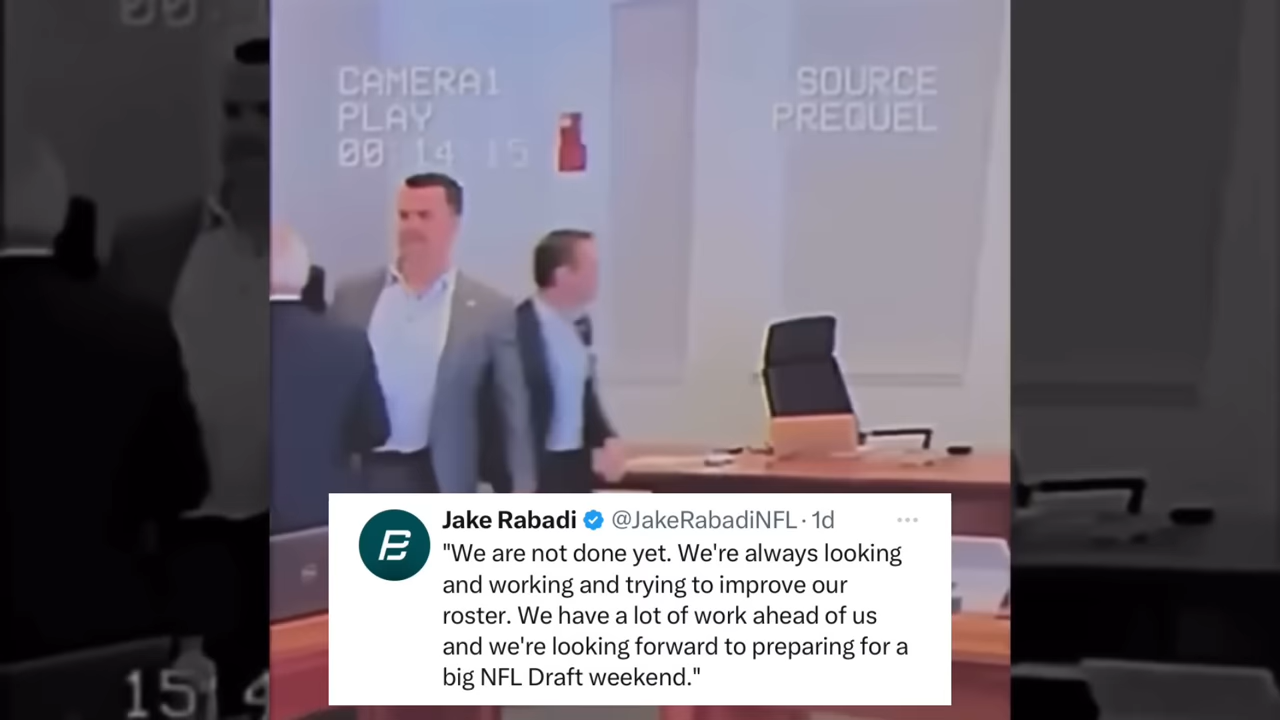 CAMERA1
PLAY
00:14:15
SOURCE
PREQUEL
Jake Rabadi @JakeRabadiNFL · 1d
"We are not done yet. We're always looking
and working and trying to improve our
roster. We have a lot of work ahead of us
and we're looking forward to preparing for a
big NFL Draft weekend."